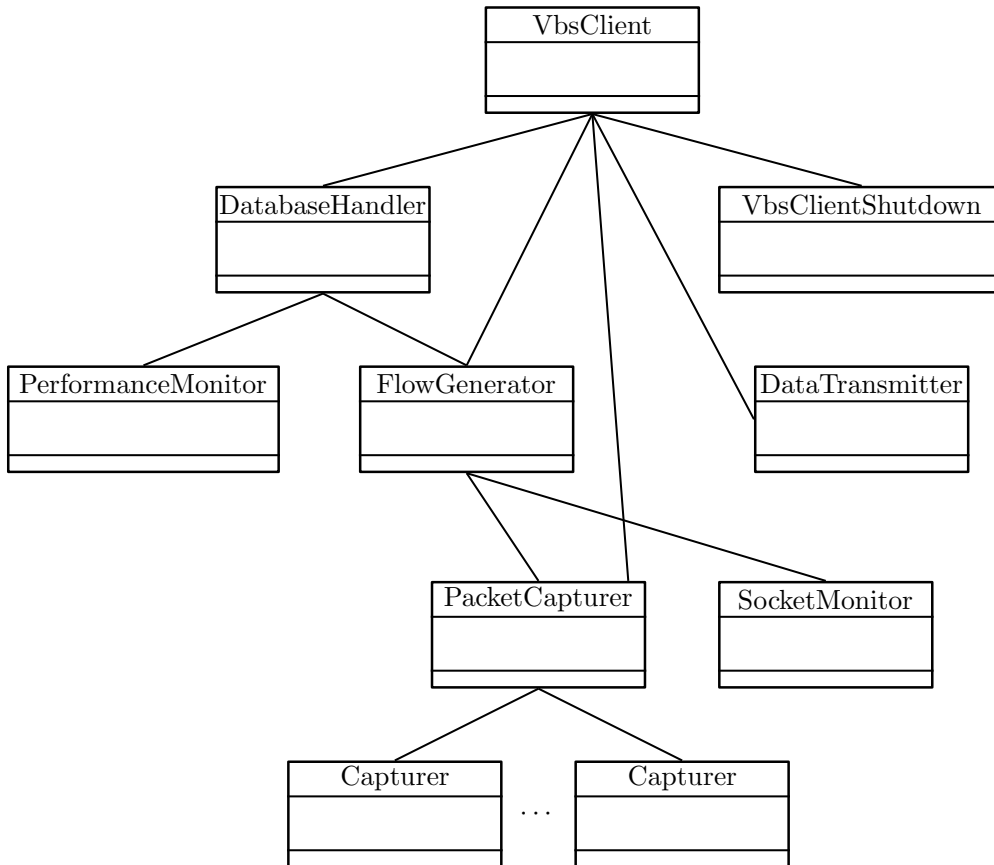 VbsClient
DatabaseHandler
VbsClientShutdown
PerformanceMonitor
FlowGenerator
DataTransmitter
PacketCapturer
SocketMonitor
Capturer
...
Capturer